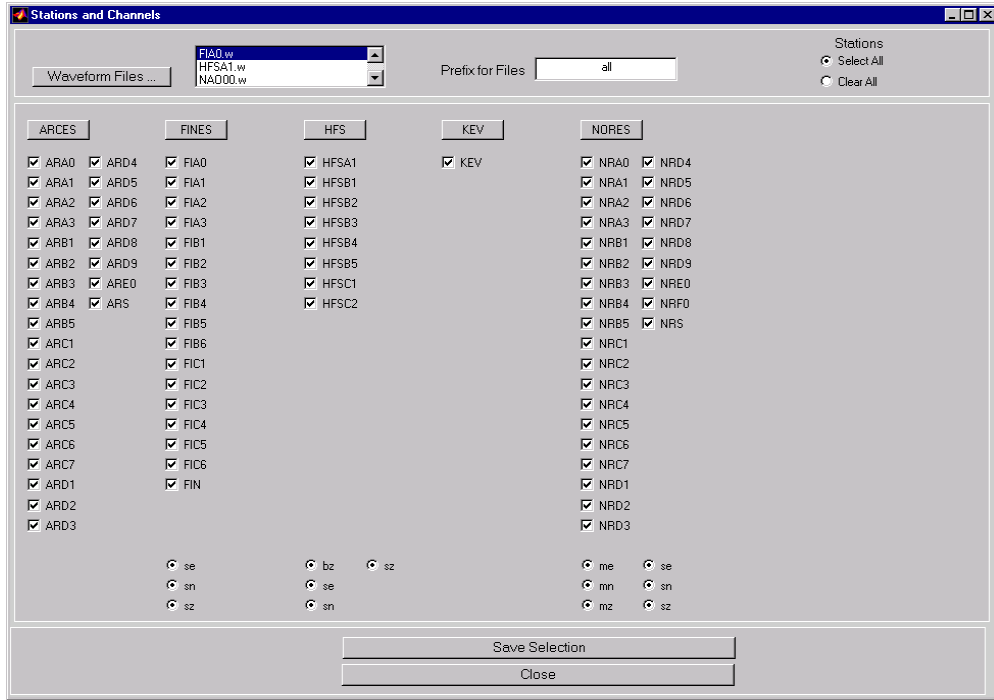 Stations and Channels
Waveform Files ...
FIA0.w
HFSA1.w
NAO00.w
Prefix for Files all
Stations
Select All
Clear All
ARCES FINES HFS KEV NORES
ARA0 ARD4 FIA0 HFSA1 KEV NRA0 NRD4
ARA1 ARD5 FIA1 HFSB1 NRA1 NRD5
ARA2 ARD6 FIA2 HFSB2 NRA2 NRD6
ARA3 ARD7 FIA3 HFSB3 NRA3 NRD7
ARB1 ARD8 FIB1 HFSB4 NRB1 NRD8
ARB2 ARD9 FIB2 HFSB5 NRB2 NRD9
ARB3 ARE0 FIB3 HFSC1 NRB3 NRE0
ARB4 ARS FIB4 HFSC2 NRB4 NRF0
ARB5 FIB5 NRB5 NRS
ARC1 FIB6 NRC1
ARC2 FIC1 NRC2
ARC3 FIC2 NRC3
ARC4 FIC3 NRC4
ARC5 FIC4 NRC5
ARC6 FIC5 NRC6
ARC7 FIC6 NRC7
ARD1 FIN NRD1
ARD2 NRD2
ARD3 NRD3
se bz sz me se
sn se mn sn
sz sn mz sz
Save Selection
Close